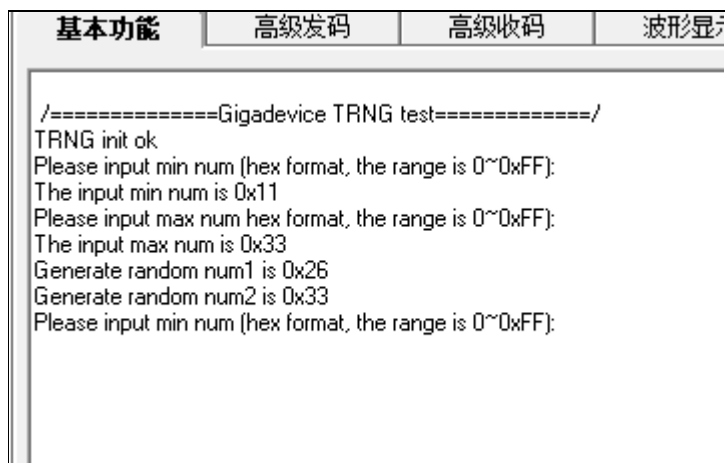 基本功能 高级发码 高级收码 波形显
/==============Gigadevice TRNG test=============/
TRNG init ok
Please input min num (hex format, the range is 0~0xFF):
The input min num is 0x11
Please input max num hex format, the range is 0~0xFF):
The input max num is 0x33
Generate random num1 is 0x26
Generate random num2 is 0x33
Please input min num (hex format, the range is 0~0xFF):